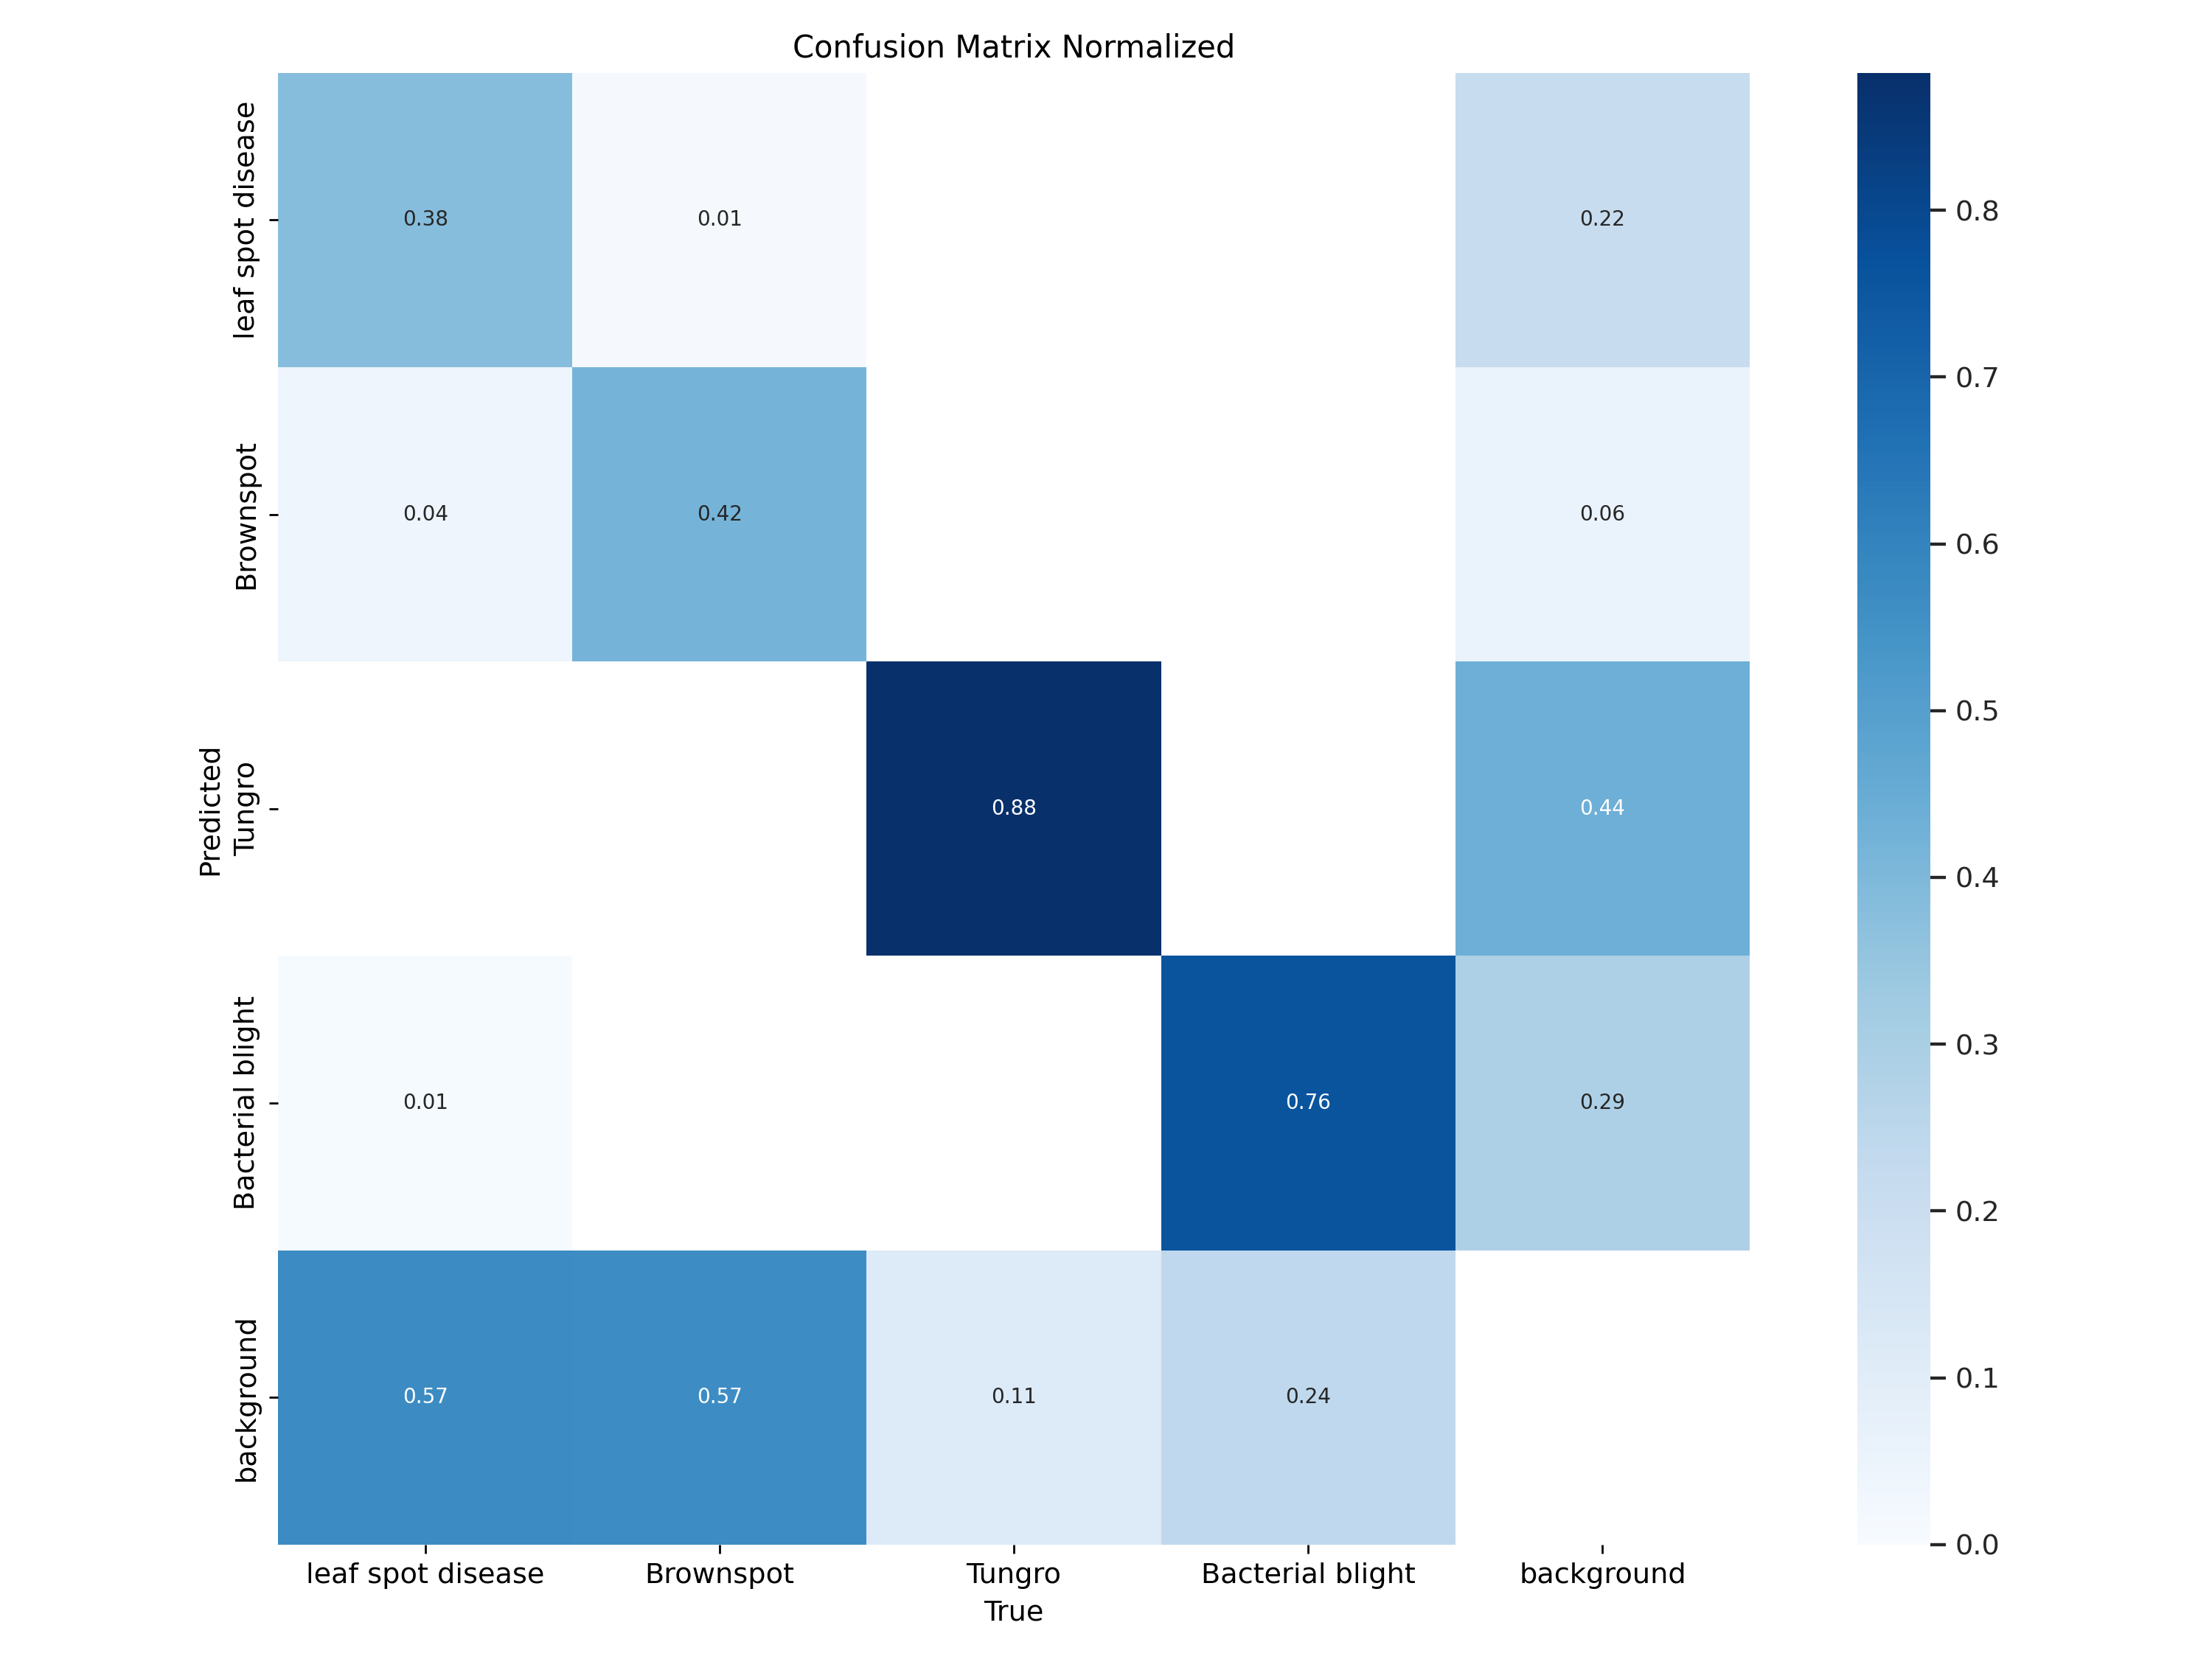 Confusion Matrix Normalized
leaf spot disease
0.38
0.01
0.22
Brownspot
0.04
0.42
0.06
Predicted
Tungro
0.88
0.44
Bacterial blight
0.01
0.76
0.29
background
0.57
0.57
0.11
0.24
leaf spot disease
Brownspot
Tungro
Bacterial blight
background
True
0.8
0.7
0.6
0.5
0.4
0.3
0.2
0.1
0.0